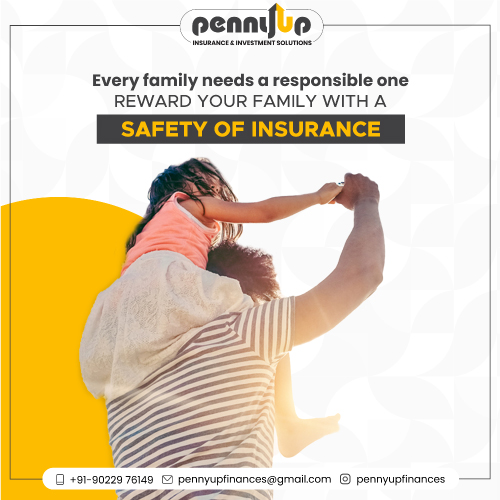 pennyUp
INSURANCE & INVESTMENT SOLUTIONS
Every family needs a responsible one
REWARD YOUR FAMILY WITH A
SAFETY OF INSURANCE
+91-90229 76149 pennyupfinances@gmail.com pennyupfinances